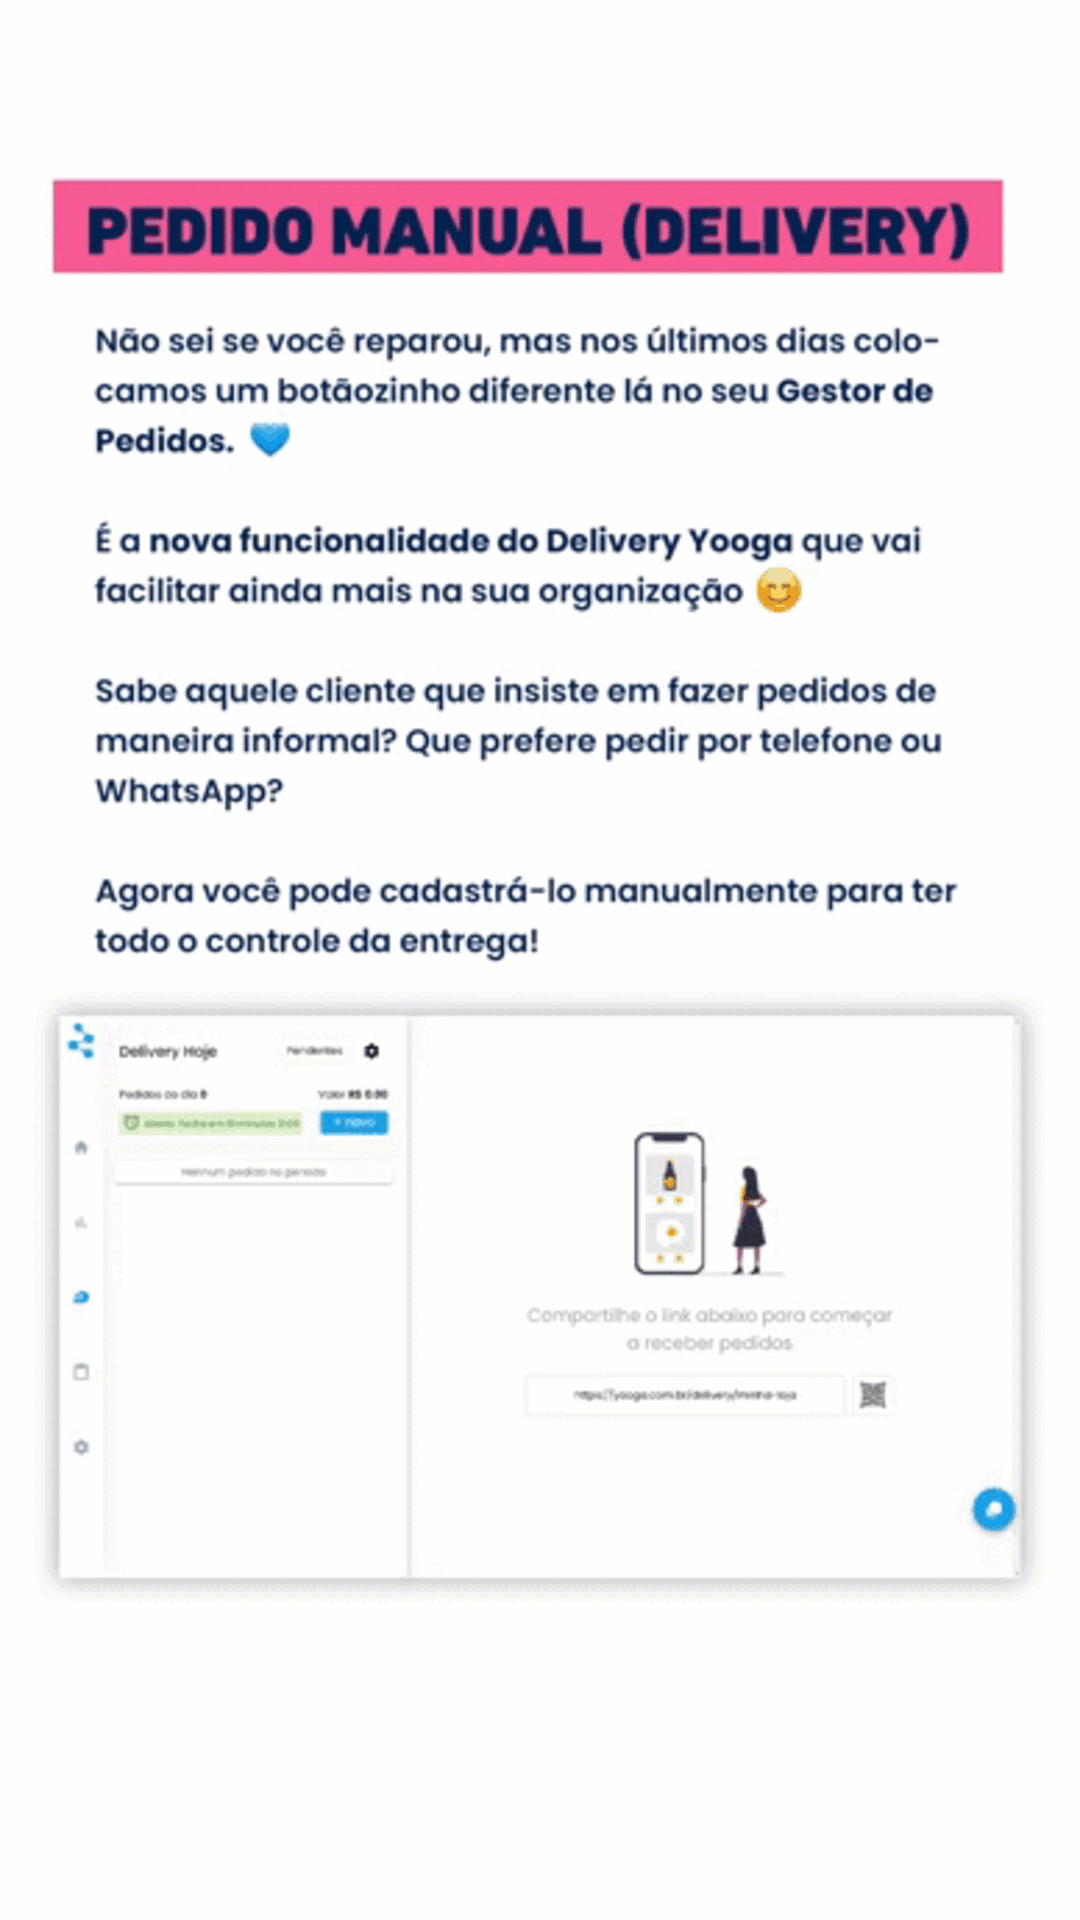 PEDIDO MANUAL (DELIVERY)
Não sei se você reparou, mas nos últimos dias colo-
camos um botãozinho diferente lá no seu Gestor de
Pedidos. 💙
É a nova funcionalidade do Delivery Yooga que vai
facilitar ainda mais na sua organização 😊
Sabe aquele cliente que insiste em fazer pedidos de
maneira informal? Que prefere pedir por telefone ou
WhatsApp?
Agora você pode cadastrá-lo manualmente para ter
todo o controle da entrega!
Delivery Hoje
Pendentes
Pedidos do dia 0
Valor R$ 0.00
+ novo
Nenhum pedido no periodo
Compartilhe o link abaixo para começar
a receber pedidos
https://yooga.com.br/delivery/minha-loja